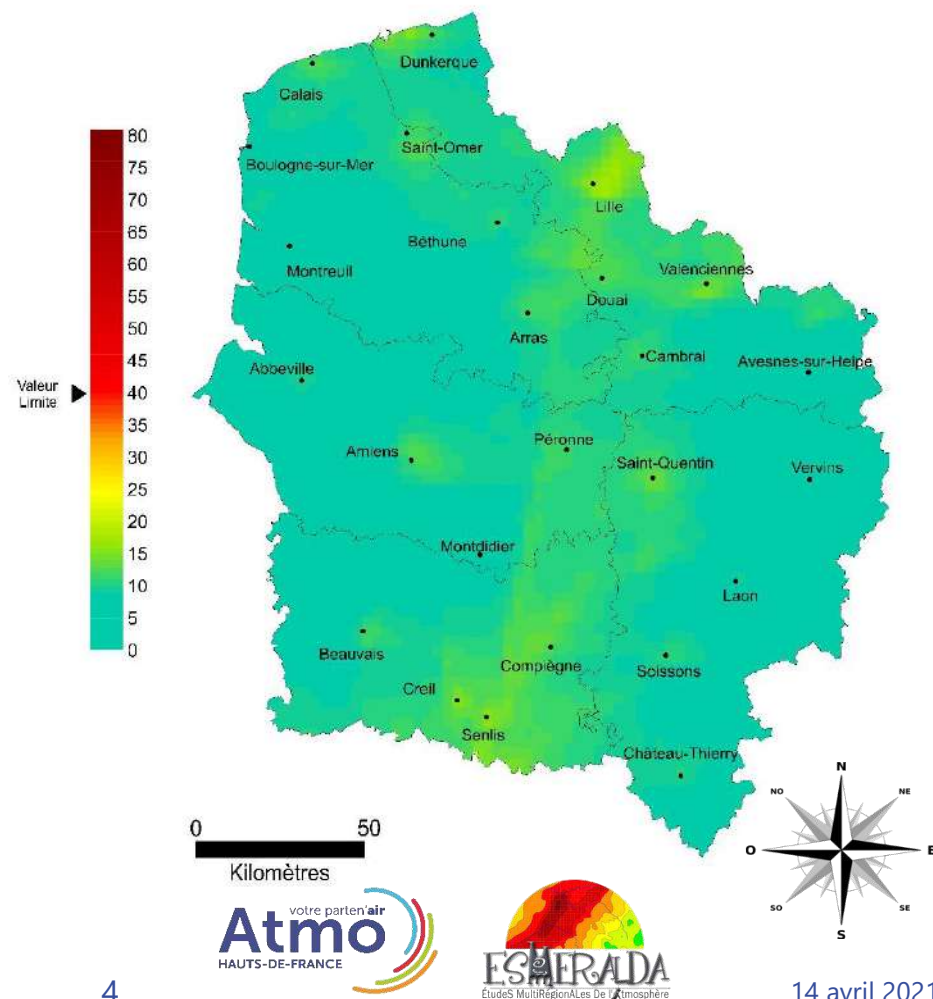 Dunkerque
Calais
Saint-Omer
Boulogne-sur-Mer
Lille
Béthune
Montreuil
Valenciennes
Douai
Arras
Cambrai
Avesnes-sur-Helpe
Abbeville
Péronne
Amiens
Saint-Quentin
Vervins
Montdidier
Laon
Beauvais
Compiègne
Soissons
Creil
Senlis
Château-Thierry
80
75
70
65
60
55
50
45
40
35
30
25
20
15
10
5
0
Valeur
Limite
N
NO
NE
O
E
SO
SE
S
0 50
Kilomètres
votre parten'air
Atmo
HAUTS-DE-FRANCE
ESMERALDA
ÉtudeS MultiRégionALes De l'Atmosphère
4
14 avril 2021